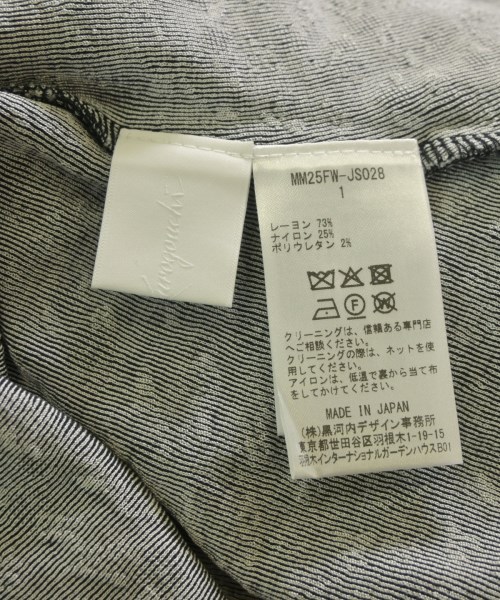 MM25FW-JS028
1
レーヨン 73%
ナイロン 25%
ポリウレタン 2%
クリーニングは、信頼ある専門店
へご相談ください。
クリーニングの際は、ネットを使用
してください。
アイロンは、低温で裏から当て布
をしてかけてください。
MADE IN JAPAN
(株)黒河内デザイン事務所
東京都世田谷区羽根木1-19-15
羽根木インターナショナルガーデンハウスB01